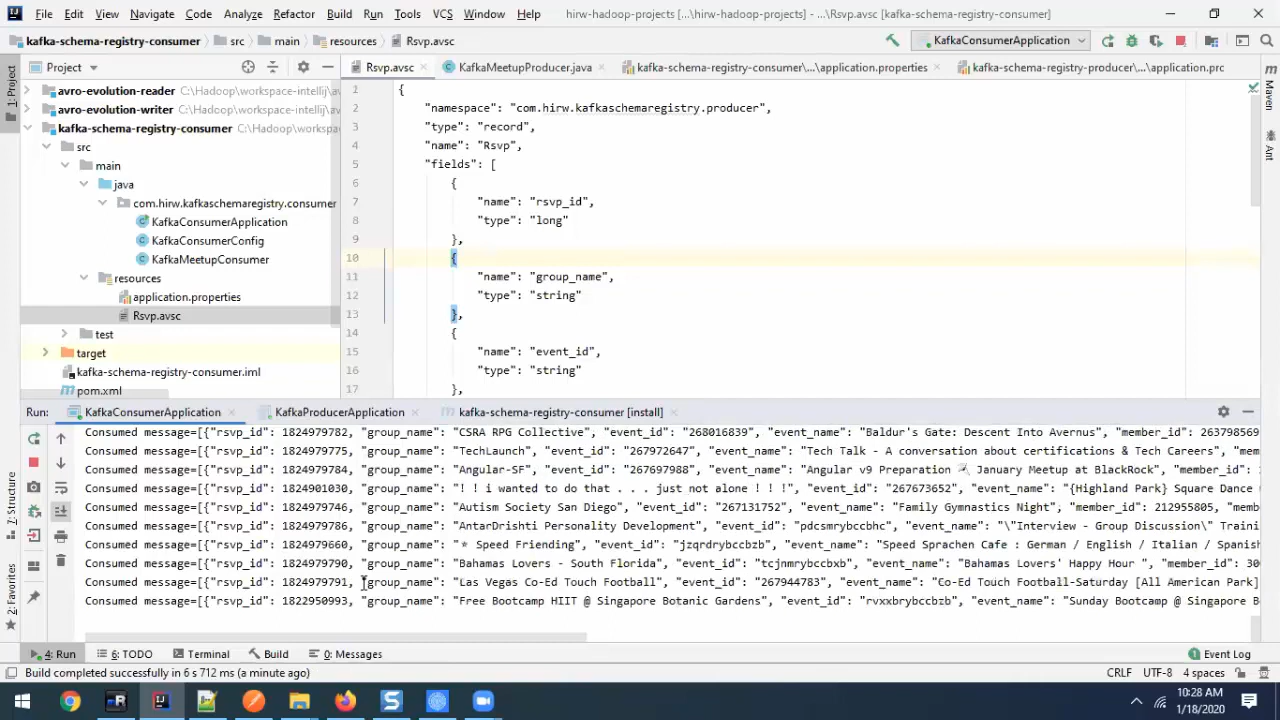 File Edit View Navigate Code Analyze Refactor Build Run Tools VCS Window Help hirw-hadoop-projects [...\hirw-hadoop-projects] - ...\Rsvp.avsc [kafka-schema-registry-consumer]
kafka-schema-registry-consumer src main resources Rsvp.avsc KafkaConsumerApplication
Project Rsvp.avsc KafkaMeetupProducer.java kafka-schema-registry-consumer\...\application.properties kafka-schema-registry-producer\...\application.prc
1: Project
Maven
Ant
avro-evolution-reader C:\Hadoop\workspace-intellij\
avro-evolution-writer C:\Hadoop\workspace-intellij\
kafka-schema-registry-consumer C:\Hadoop\workspa
src
main
java
com.hirw.kafkaschemaregistry.consumer
KafkaConsumerApplication
KafkaConsumerConfig
KafkaMeetupConsumer
resources
application.properties
Rsvp.avsc
test
target
kafka-schema-registry-consumer.iml
pom.xml
1 {
2 "namespace": "com.hirw.kafkaschemaregistry.producer",
3 "type": "record",
4 "name": "Rsvp",
5 "fields": [
6 {
7 "name": "rsvp_id",
8 "type": "long"
9 },
10 {
11 "name": "group_name",
12 "type": "string"
13 },
14 {
15 "name": "event_id",
16 "type": "string"
17 },
Run: KafkaConsumerApplication KafkaProducerApplication kafka-schema-registry-consumer [install]
Consumed message=[{"rsvp_id": 1824979782, "group_name": "CSRA RPG Collective", "event_id": "268016839", "event_name": "Baldur's Gate: Descent Into Avernus", "member_id": 263798569
Consumed message=[{"rsvp_id": 1824979775, "group_name": "TechLaunch", "event_id": "267972647", "event_name": "Tech Talk - A conversation about certifications & Tech Careers", "mem
Consumed message=[{"rsvp_id": 1824979784, "group_name": "Angular-SF", "event_id": "267697988", "event_name": "Angular v9 Preparation 🚀 January Meetup at BlackRock", "member_id":
Consumed message=[{"rsvp_id": 1824901030, "group_name": "! ! i wanted to do that . . . just not alone ! ! !", "event_id": "267673652", "event_name": "{Highland Park} Square Dance
Consumed message=[{"rsvp_id": 1824979746, "group_name": "Autism Society San Diego", "event_id": "267131752", "event_name": "Family Gymnastics Night", "member_id": 212955805, "mem
Consumed message=[{"rsvp_id": 1824979786, "group_name": "AntarDrishti Personality Development", "event_id": "pdcsmrybccbhc", "event_name": "\"Interview - Group Discussion\" Traini
Consumed message=[{"rsvp_id": 1824979660, "group_name": "* Speed Friending", "event_id": "jzqrdrybccbzb", "event_name": "Speed Sprachen Cafe : German / English / Italian / Spanish
Consumed message=[{"rsvp_id": 1824979790, "group_name": "Bahamas Lovers - South Florida", "event_id": "tcjnmrybccbxb", "event_name": "Bahamas Lovers' Happy Hour ", "member_id": 30
Consumed message=[{"rsvp_id": 1824979791, "group_name": "Las Vegas Co-Ed Touch Football", "event_id": "267944783", "event_name": "Co-Ed Touch Football-Saturday [All American Park]
Consumed message=[{"rsvp_id": 1822950993, "group_name": "Free Bootcamp HIIT @ Singapore Botanic Gardens", "event_id": "rvxxbrybccbzb", "event_name": "Sunday Bootcamp @ Singapore B
Z: Structure
2: Favorites
4: Run 6: TODO Terminal Build 0: Messages 1 Event Log
Build completed successfully in 6 s 712 ms (a minute ago) CRLF UTF-8 4 spaces
10:28 AM
1/18/2020